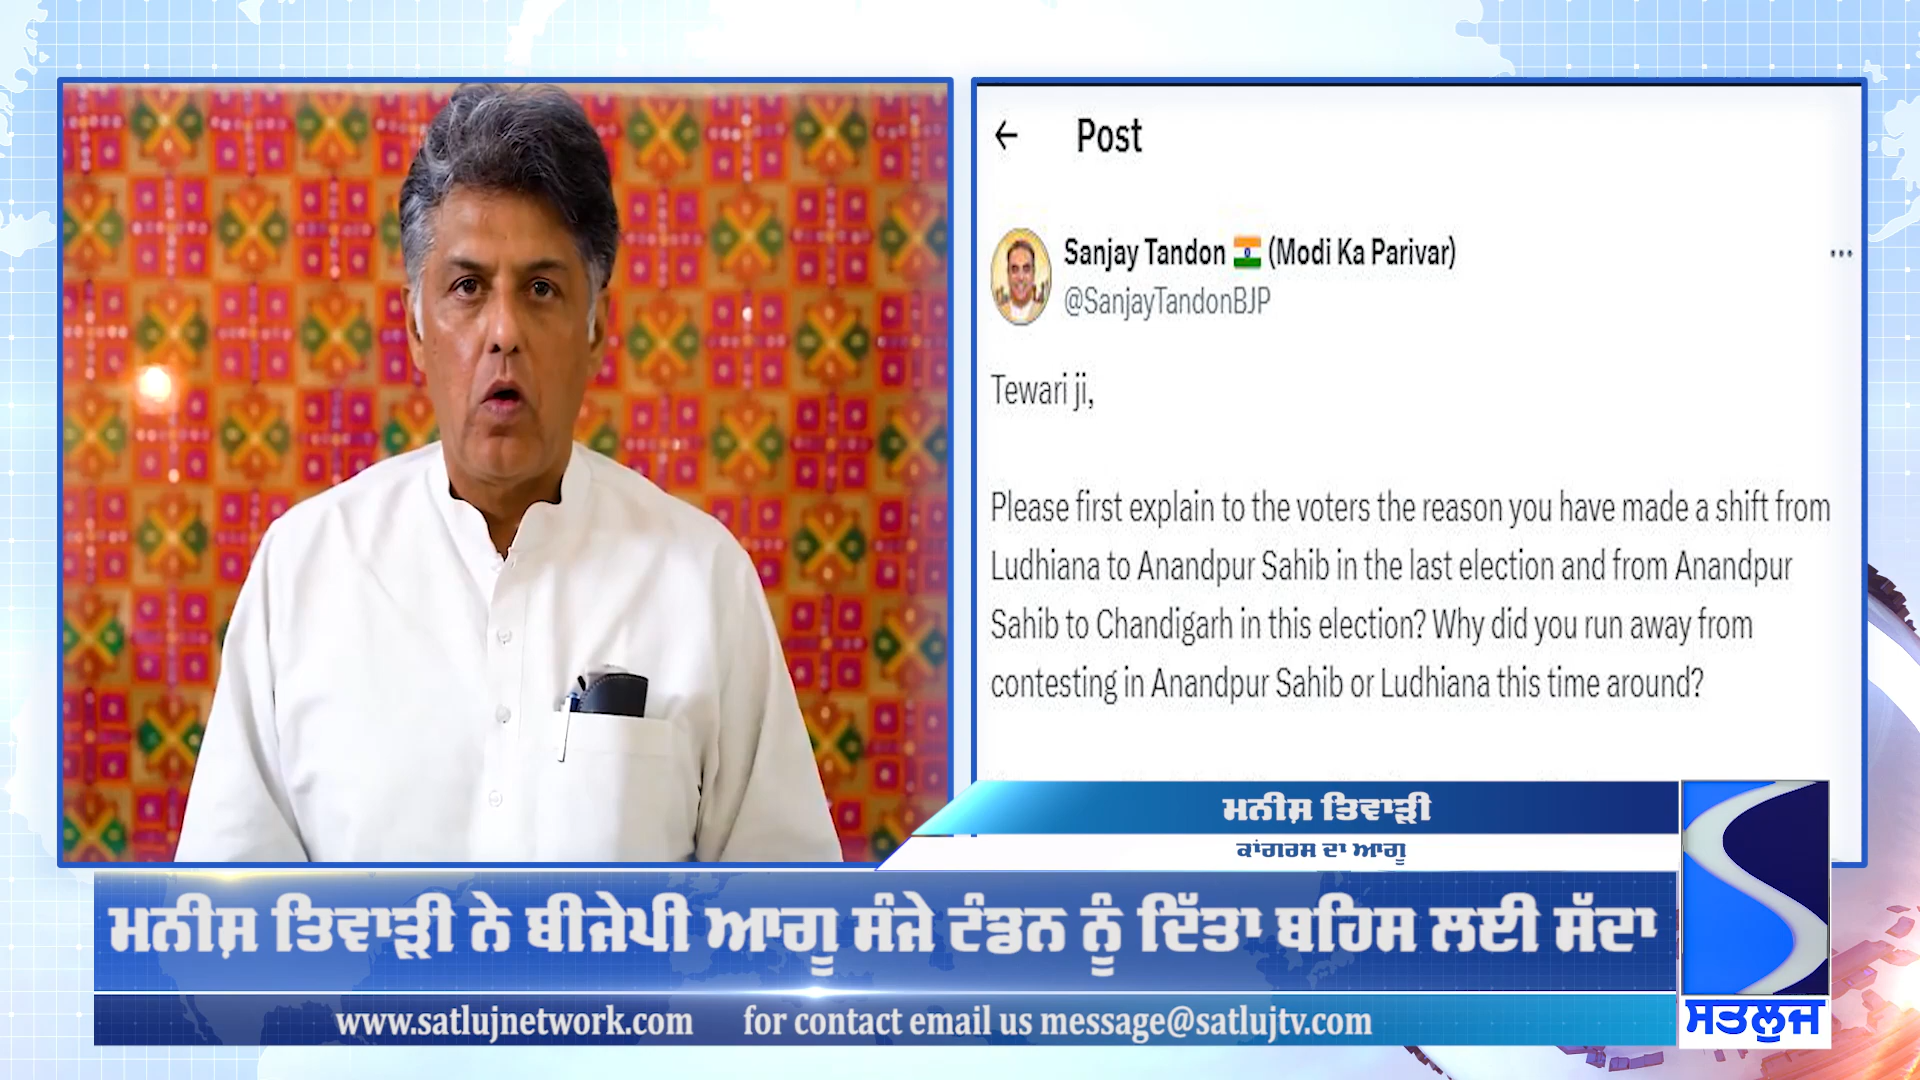 Post
Sanjay Tandon 🇮🇳 (Modi Ka Parivar)
@SanjayTandonBJP
Tewari ji,
Please first explain to the voters the reason you have made a shift from
Ludhiana to Anandpur Sahib in the last election and from Anandpur
Sahib to Chandigarh in this election? Why did you run away from
contesting in Anandpur Sahib or Ludhiana this time around?
ਮਨੀਸ਼ ਤਿਵਾੜੀ
ਕਾਂਗਰਸ ਦਾ ਆਗੂ
ਮਨੀਸ਼ ਤਿਵਾੜੀ ਨੇ ਬੀਜੇਪੀ ਆਗੂ ਸੰਜੇ ਟੰਡਨ ਨੂੰ ਦਿੱਤਾ ਬਹਿਸ ਲਈ ਸੱਦਾ
www.satlujnetwork.com for contact email us message@satlujtv.com
ਸਤਲੁਜ